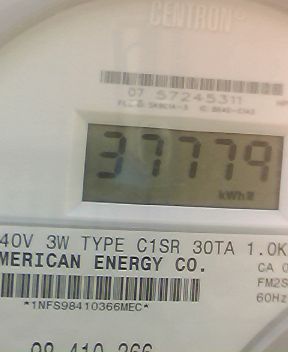 CENTRON
07 57245311
37779
kWh
40V 3W TYPE C1SR 30TA 1.0K
MERICAN ENERGY CO.
CA 0
FM2S
60Hz
*1NFS98410366MEC*
98 410 366